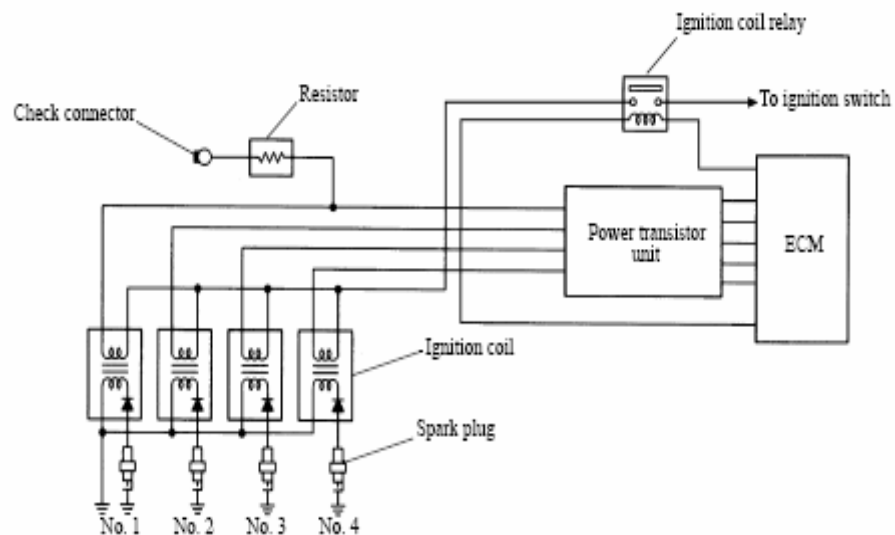 Ignition coil relay
To ignition switch
Resistor
Check connector
Power transistor
unit
ECM
Ignition coil
Spark plug
No. 1 No. 2 No. 3 No. 4